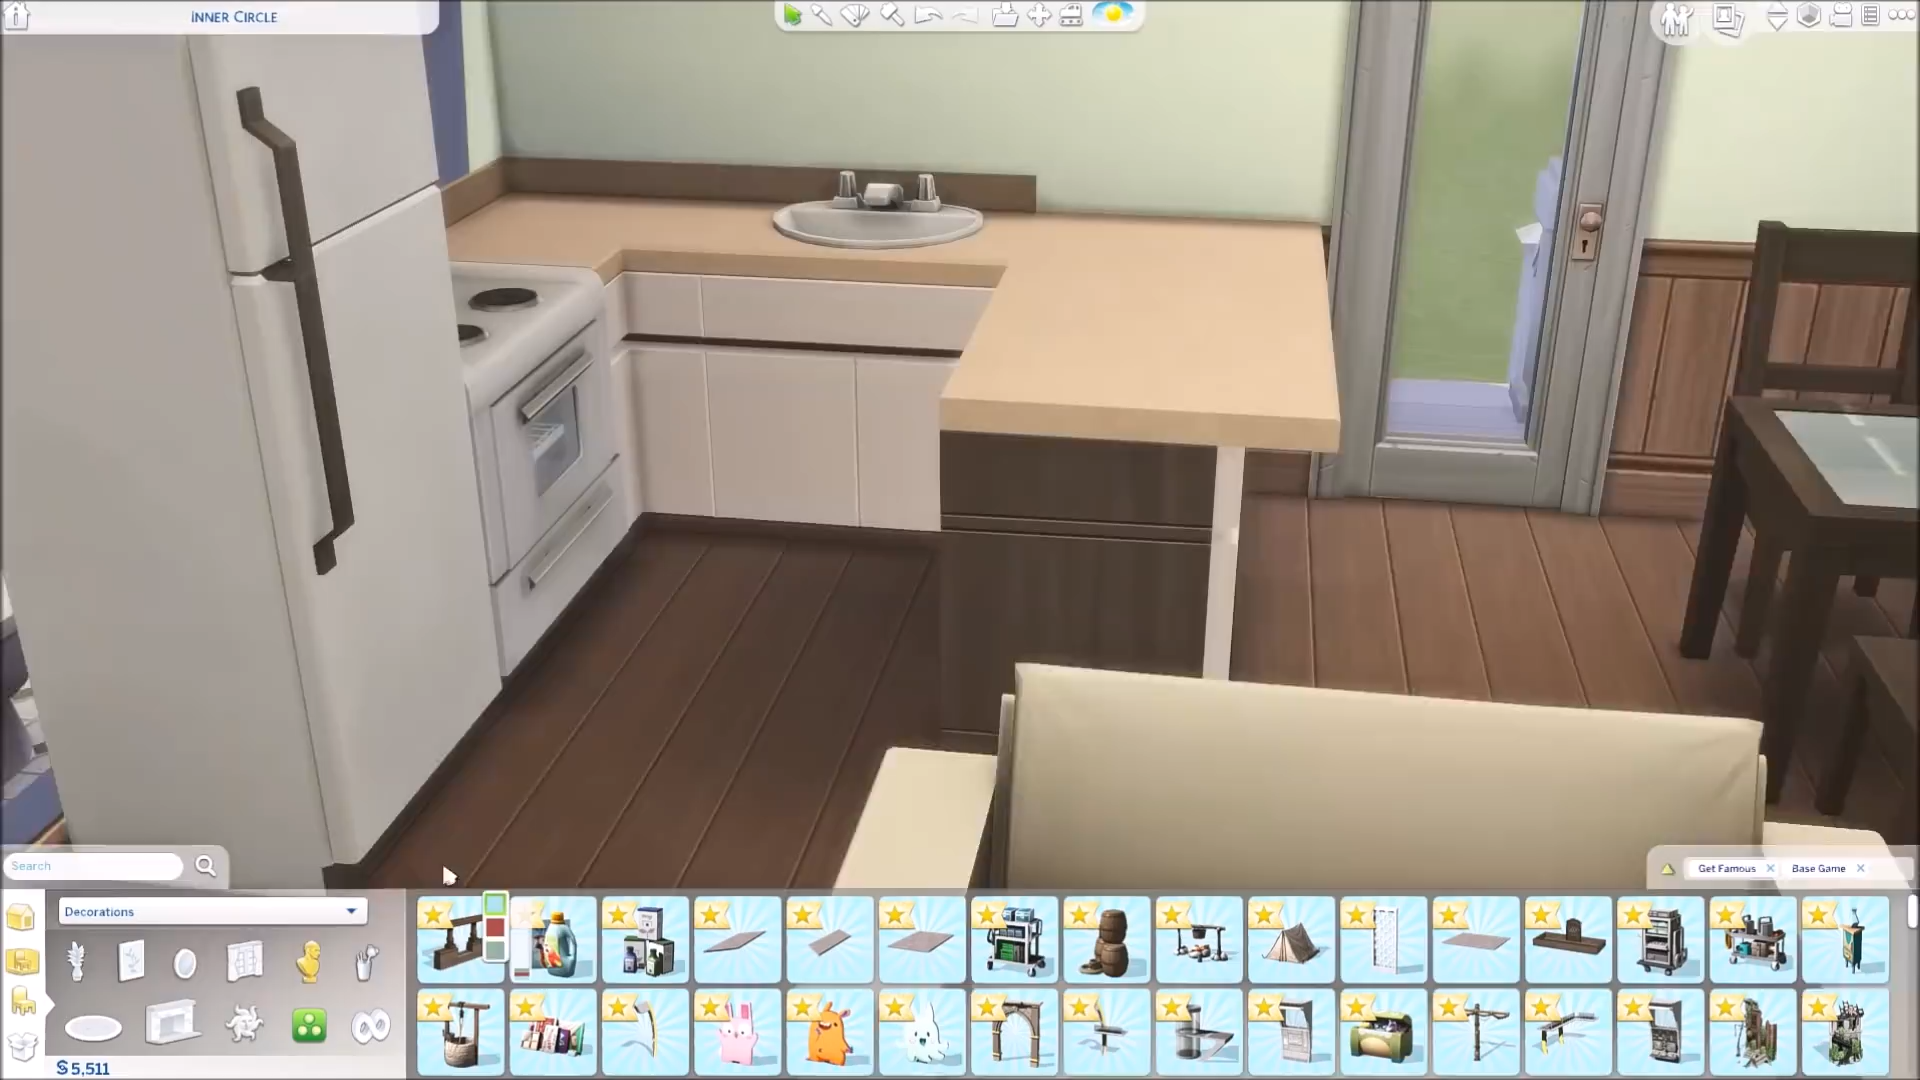 INNER CIRCLE
Search
Get Famous
Base Game
Decorations
§5,511